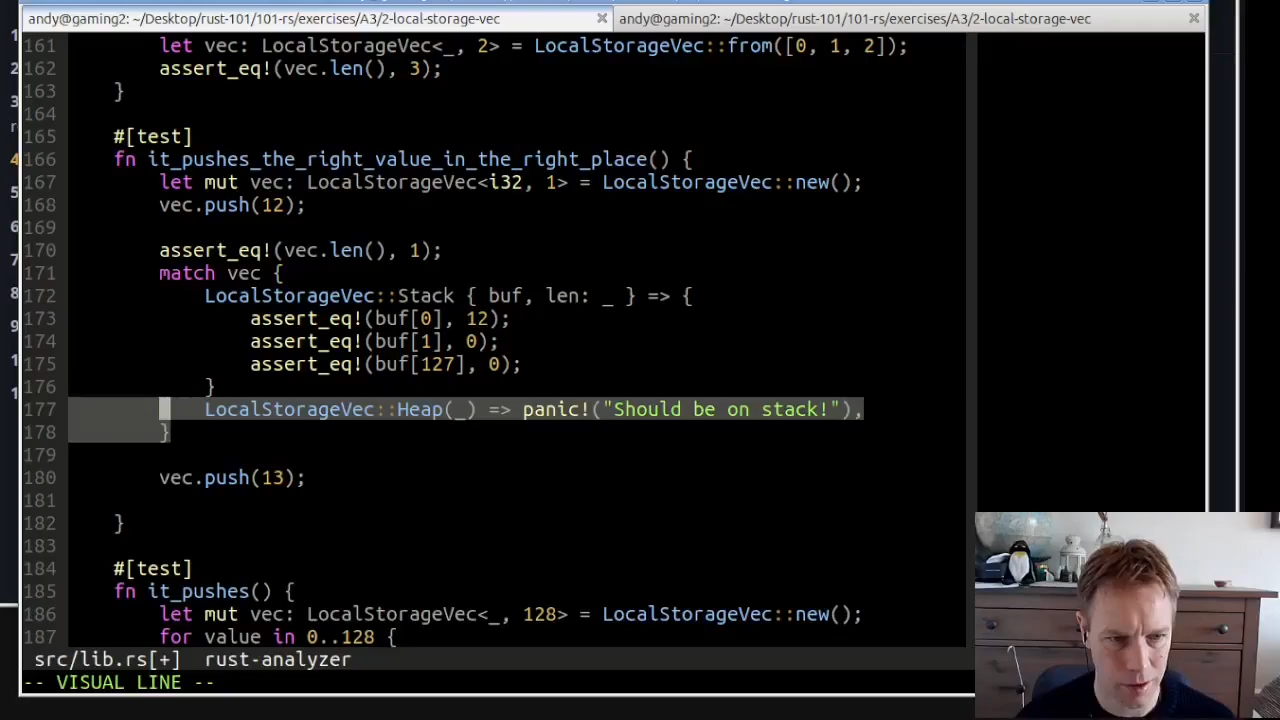 andy@gaming2: ~/Desktop/rust-101/101-rs/exercises/A3/2-local-storage-vec
andy@gaming2: ~/Desktop/rust-101/101-rs/exercises/A3/2-local-storage-vec
161 let vec: LocalStorageVec<_, 2> = LocalStorageVec::from([0, 1, 2]);
162 assert_eq!(vec.len(), 3);
163 }
164
165 #[test]
166 fn it_pushes_the_right_value_in_the_right_place() {
167 let mut vec: LocalStorageVec<i32, 1> = LocalStorageVec::new();
168 vec.push(12);
169
170 assert_eq!(vec.len(), 1);
171 match vec {
172 LocalStorageVec::Stack { buf, len: _ } => {
173 assert_eq!(buf[0], 12);
174 assert_eq!(buf[1], 0);
175 assert_eq!(buf[127], 0);
176 }
177 LocalStorageVec::Heap(_) => panic!("Should be on stack!"),
178 }
179
180 vec.push(13);
181
182 }
183
184 #[test]
185 fn it_pushes() {
186 let mut vec: LocalStorageVec<_, 128> = LocalStorageVec::new();
187 for value in 0..128 {
src/lib.rs[+] rust-analyzer
-- VISUAL LINE --